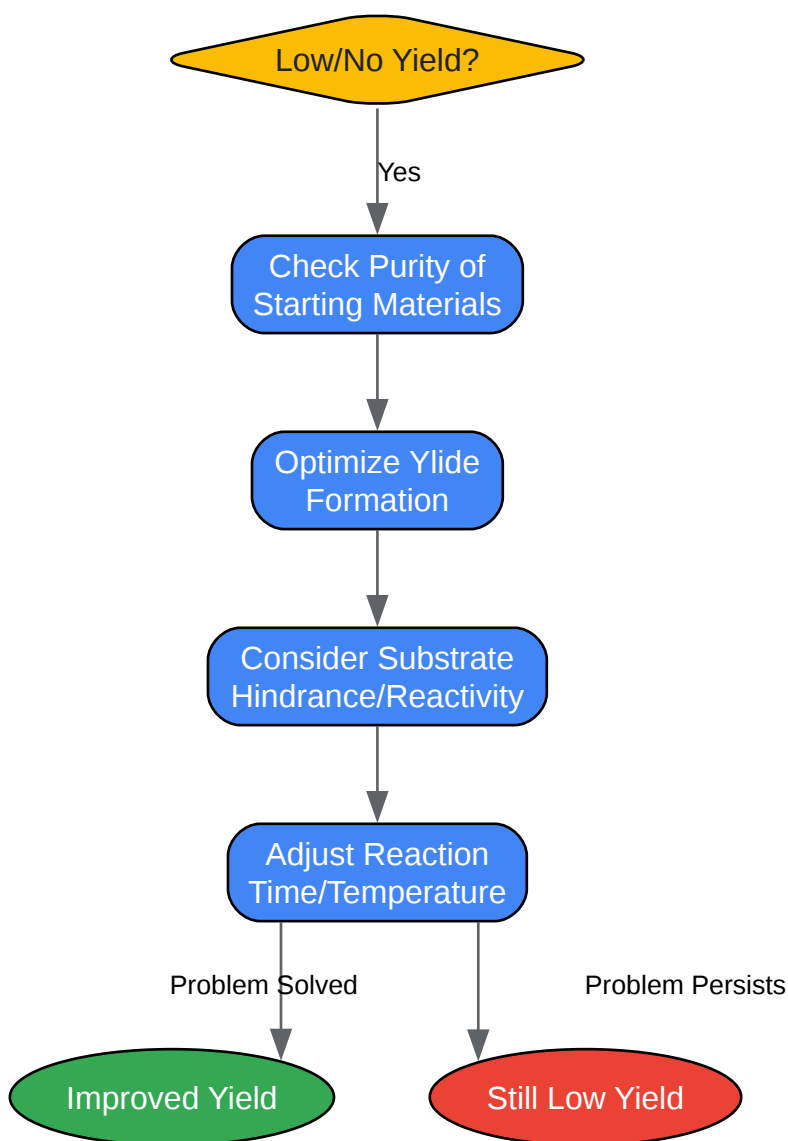 Low/No Yield?
Yes
Check Purity of
Starting Materials
Optimize Ylide
Formation
Consider Substrate
Hindrance/Reactivity
Adjust Reaction
Time/Temperature
Problem Solved
Problem Persists
Improved Yield
Still Low Yield